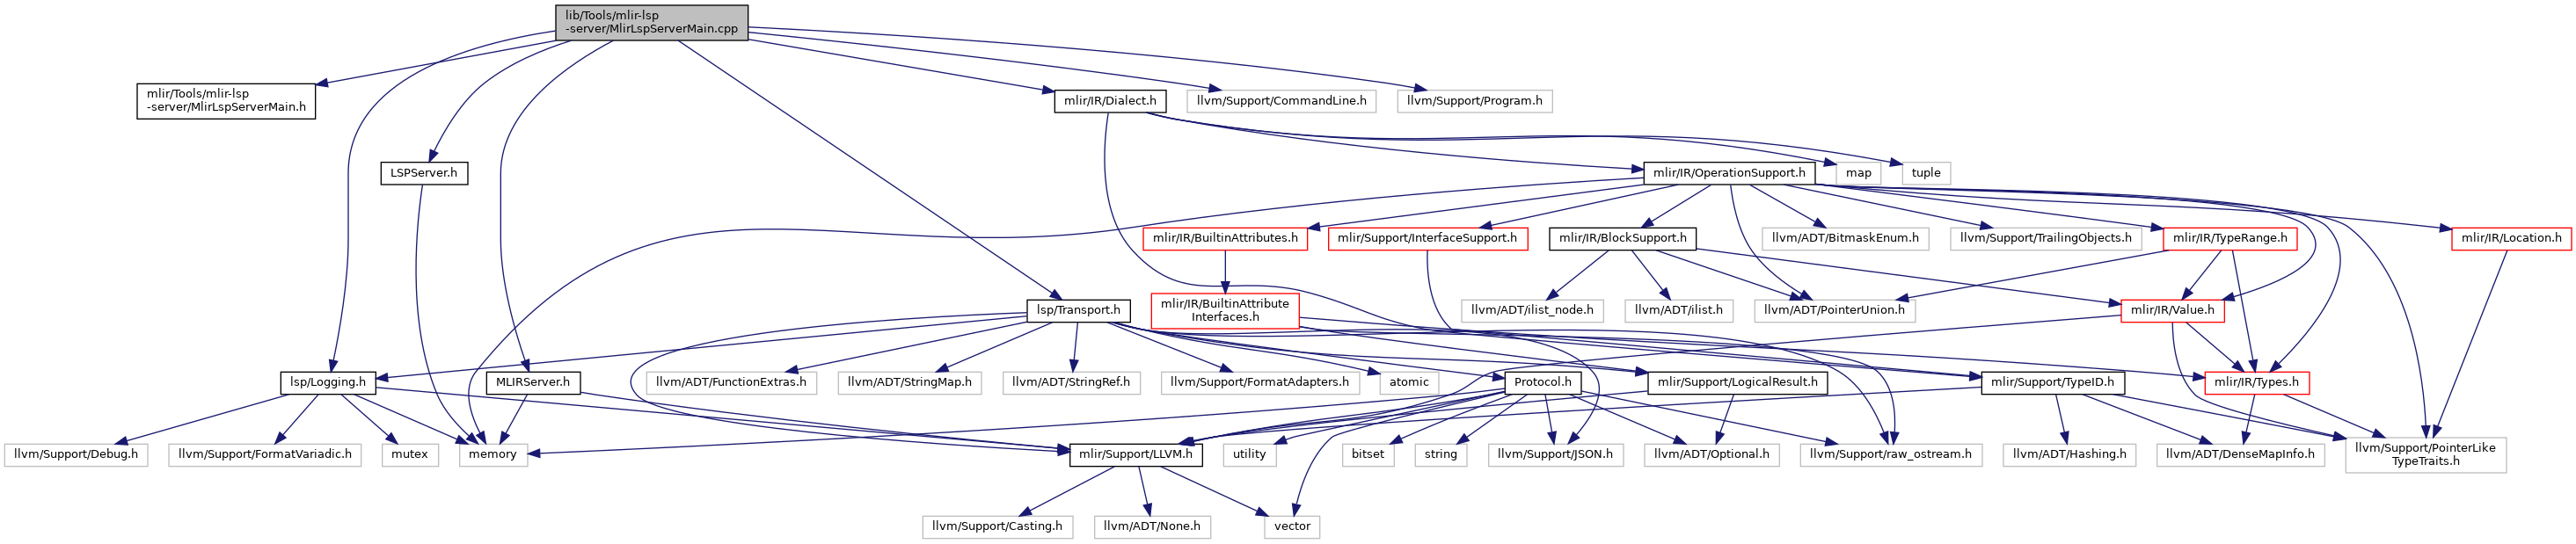 lib/Tools/mlir-lsp
-server/MlirLspServerMain.cpp
mlir/Tools/mlir-lsp
-server/MlirLspServerMain.h
mlir/IR/Dialect.h
llvm/Support/CommandLine.h
llvm/Support/Program.h
LSPServer.h
mlir/IR/OperationSupport.h
map
tuple
mlir/IR/BuiltinAttributes.h
mlir/Support/InterfaceSupport.h
mlir/IR/BlockSupport.h
llvm/ADT/BitmaskEnum.h
llvm/Support/TrailingObjects.h
mlir/IR/TypeRange.h
mlir/IR/Location.h
lsp/Transport.h
mlir/IR/BuiltinAttribute
Interfaces.h
llvm/ADT/ilist_node.h
llvm/ADT/ilist.h
llvm/ADT/PointerUnion.h
mlir/IR/Value.h
lsp/Logging.h
MLIRServer.h
llvm/ADT/FunctionExtras.h
llvm/ADT/StringMap.h
llvm/ADT/StringRef.h
llvm/Support/FormatAdapters.h
atomic
Protocol.h
mlir/Support/LogicalResult.h
mlir/Support/TypeID.h
mlir/IR/Types.h
llvm/Support/Debug.h
llvm/Support/FormatVariadic.h
mutex
memory
mlir/Support/LLVM.h
utility
bitset
string
llvm/Support/JSON.h
llvm/ADT/Optional.h
llvm/Support/raw_ostream.h
llvm/ADT/Hashing.h
llvm/ADT/DenseMapInfo.h
llvm/Support/PointerLike
TypeTraits.h
llvm/Support/Casting.h
llvm/ADT/None.h
vector